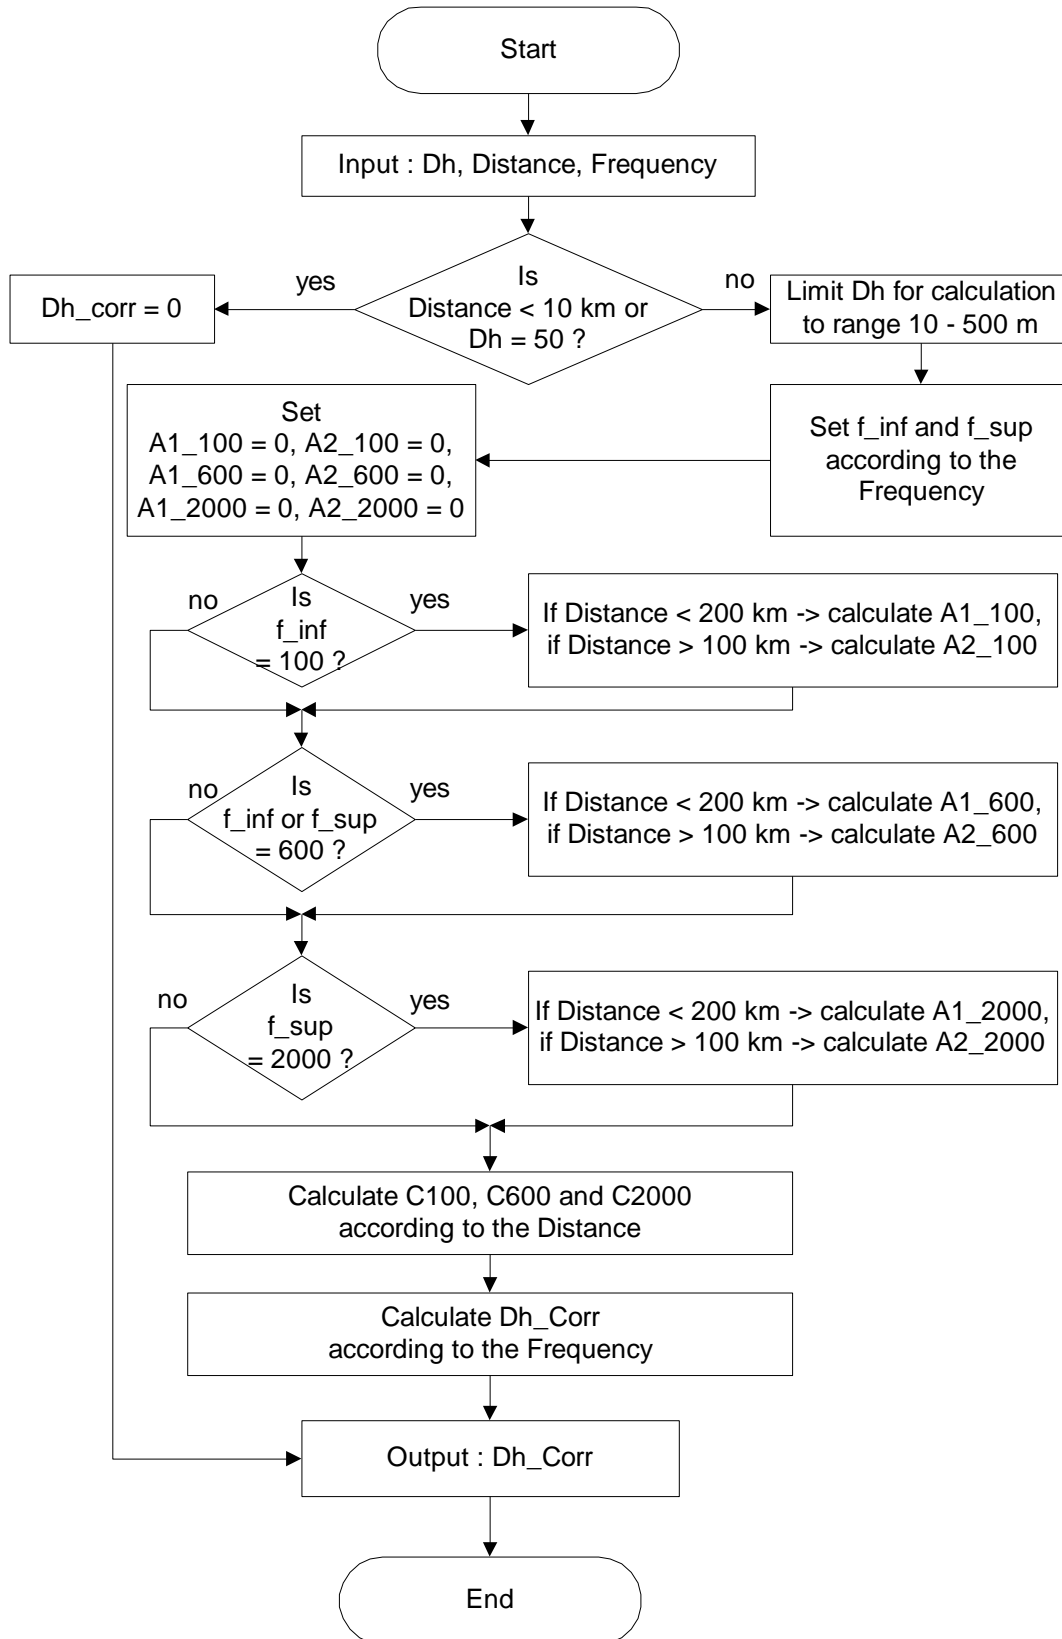 Start
Input : Dh, Distance, Frequency
Is
Distance < 10 km or
Dh = 50 ?
yes
no
Dh_corr = 0
Limit Dh for calculation
to range 10 - 500 m
Set f_inf and f_sup
according to the
Frequency
Set
A1_100 = 0, A2_100 = 0,
A1_600 = 0, A2_600 = 0,
A1_2000 = 0, A2_2000 = 0
no
Is
f_inf
= 100 ?
yes
If Distance < 200 km -> calculate A1_100,
if Distance > 100 km -> calculate A2_100
no
Is
f_inf or f_sup
= 600 ?
yes
If Distance < 200 km -> calculate A1_600,
if Distance > 100 km -> calculate A2_600
no
Is
f_sup
= 2000 ?
yes
If Distance < 200 km -> calculate A1_2000,
if Distance > 100 km -> calculate A2_2000
Calculate C100, C600 and C2000
according to the Distance
Calculate Dh_Corr
according to the Frequency
Output : Dh_Corr
End